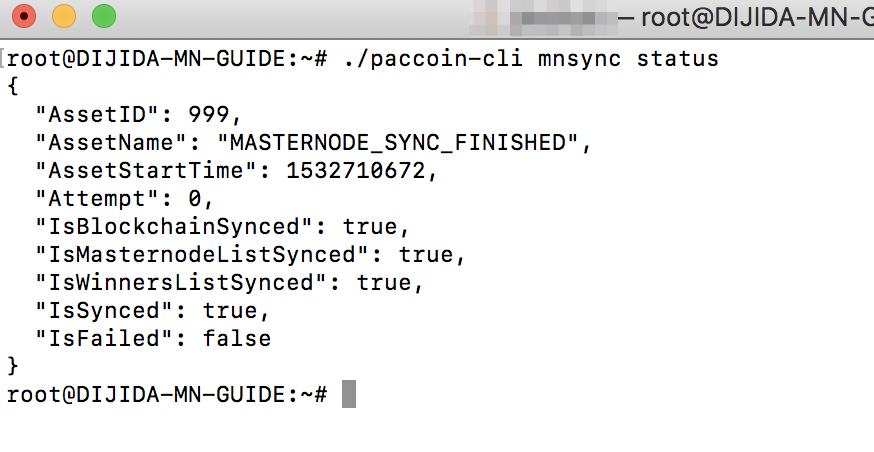 — root@DIJIDA-MN-G
root@DIJIDA-MN-GUIDE:~# ./paccoin-cli mnsync status
{
  "AssetID": 999,
  "AssetName": "MASTERNODE_SYNC_FINISHED",
  "AssetStartTime": 1532710672,
  "Attempt": 0,
  "IsBlockchainSynced": true,
  "IsMasternodeListSynced": true,
  "IsWinnersListSynced": true,
  "IsSynced": true,
  "IsFailed": false
}
root@DIJIDA-MN-GUIDE:~#